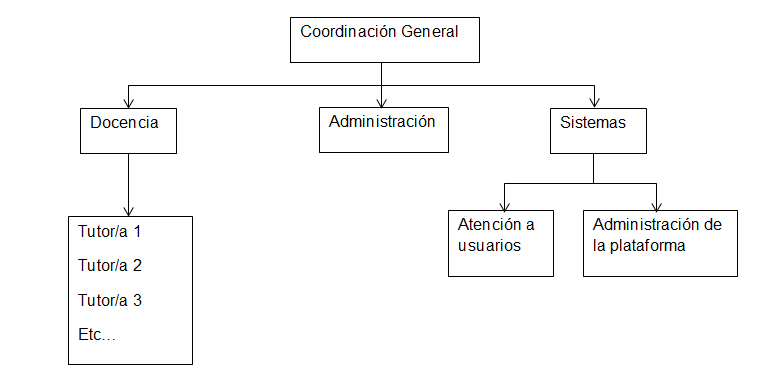 Coordinación General
Docencia
Administración
Sistemas
Tutor/a 1
Tutor/a 2
Tutor/a 3
Etc...
Atención a
usuarios
Administración de
la plataforma